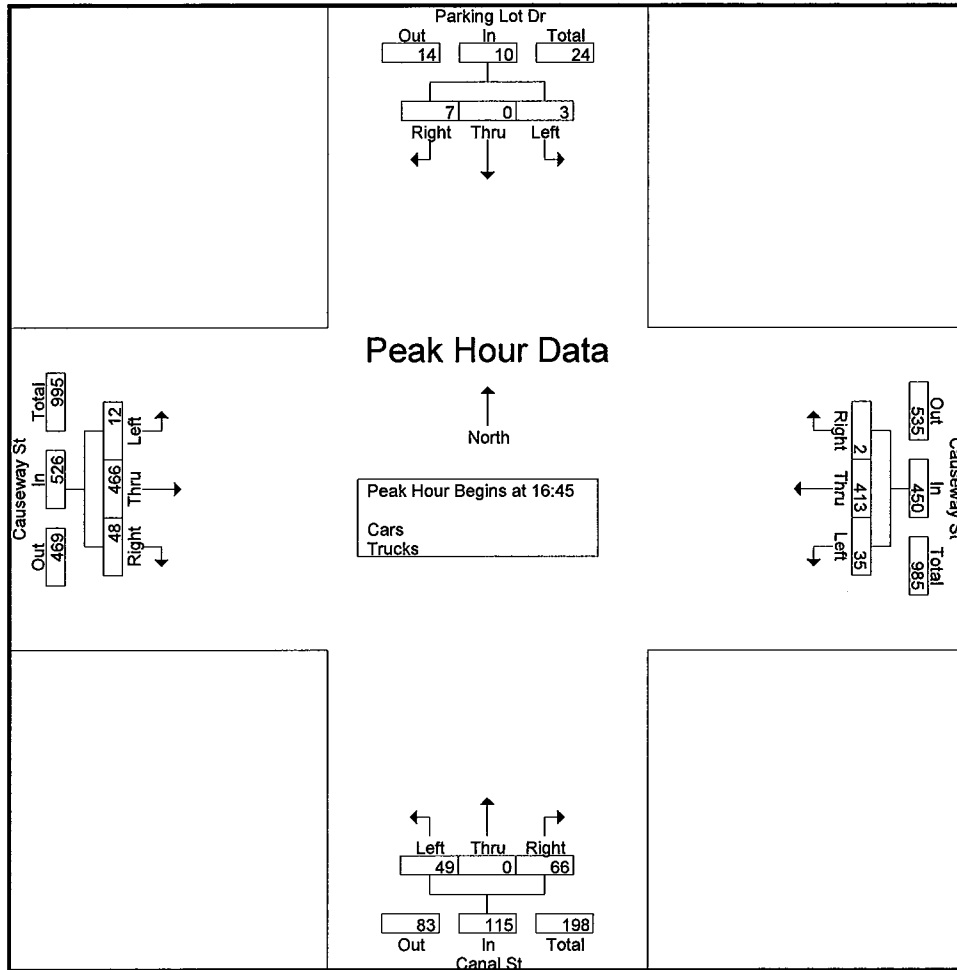 Parking Lot Dr
Out In Total
14 10 24
7 0 3
Right Thru Left
Peak Hour Data
North
Peak Hour Begins at 16:45
Cars
Trucks
Causeway St
Out In Total
469 526 995
48 466 12
Right Thru Left
Causeway St
Out In Total
535 450 985
2 413 35
Right Thru Left
Left Thru Right
49 0 66
83 115 198
Out In Total
Canal St